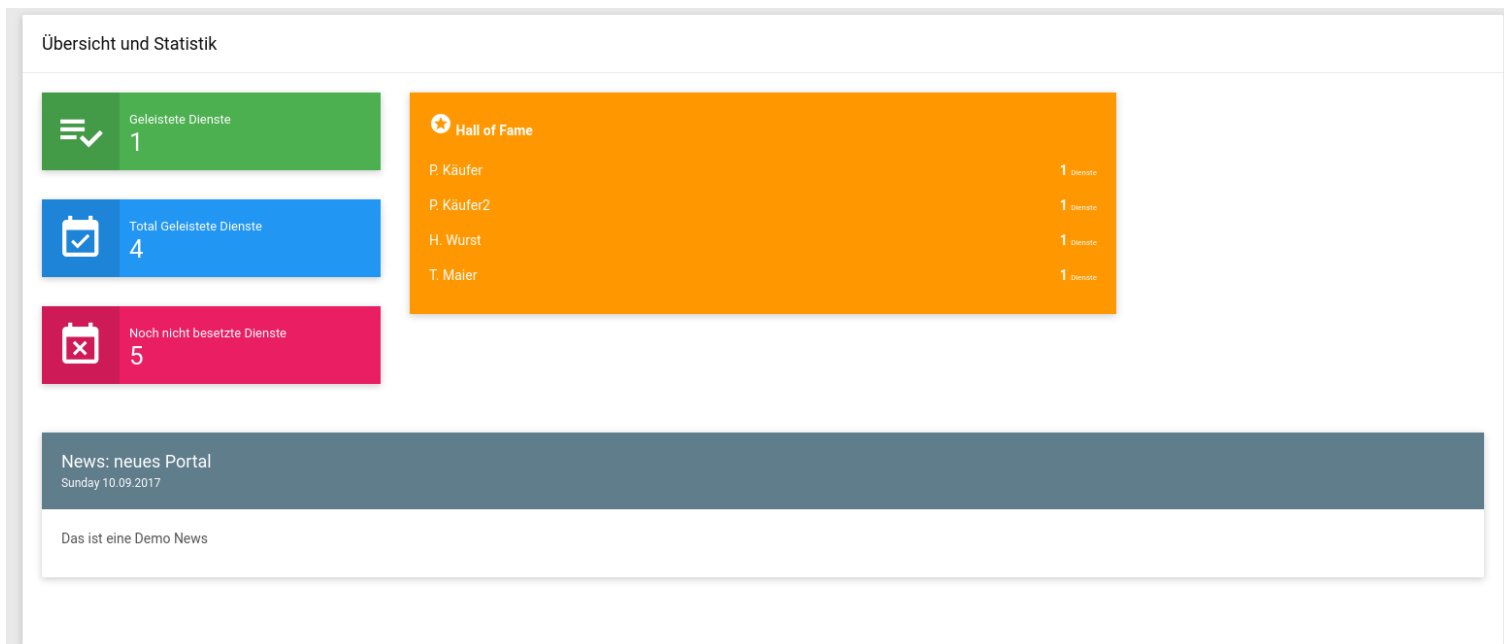 Übersicht und Statistik
Geleistete Dienste
1
Total Geleistete Dienste
4
Noch nicht besetzte Dienste
5
Hall of Fame
P. Käufer 1 Dienste
P. Käufer2 1 Dienste
H. Wurst 1 Dienste
T. Maier 1 Dienste
News: neues Portal
Sunday 10.09.2017
Das ist eine Demo News